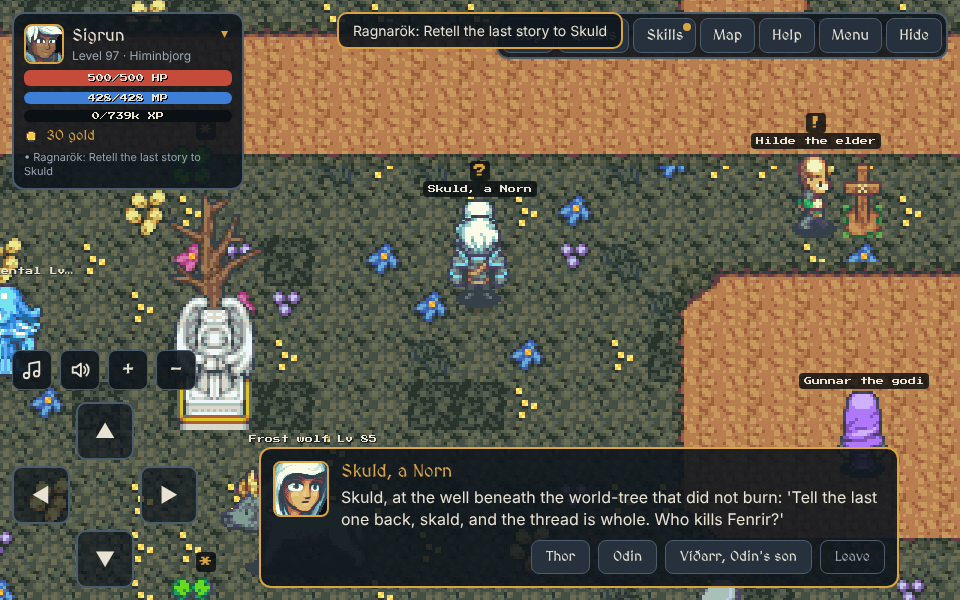 Sigrun
Level 97 · Himinbjorg
500/500 HP
428/428 MP
0/739k XP
30 gold
• Ragnarök: Retell the last story to
Skuld
Ragnarök: Retell the last story to Skuld
Skills
Map
Help
Menu
Hide
Hilde the elder
Skuld, a Norn
ental Lv…
Gunnar the godi
Frost wolf Lv 85
Skuld, a Norn
Skuld, at the well beneath the world-tree that did not burn: 'Tell the last
one back, skald, and the thread is whole. Who kills Fenrir?'
Thor
Odin
Víðarr, Odin's son
Leave